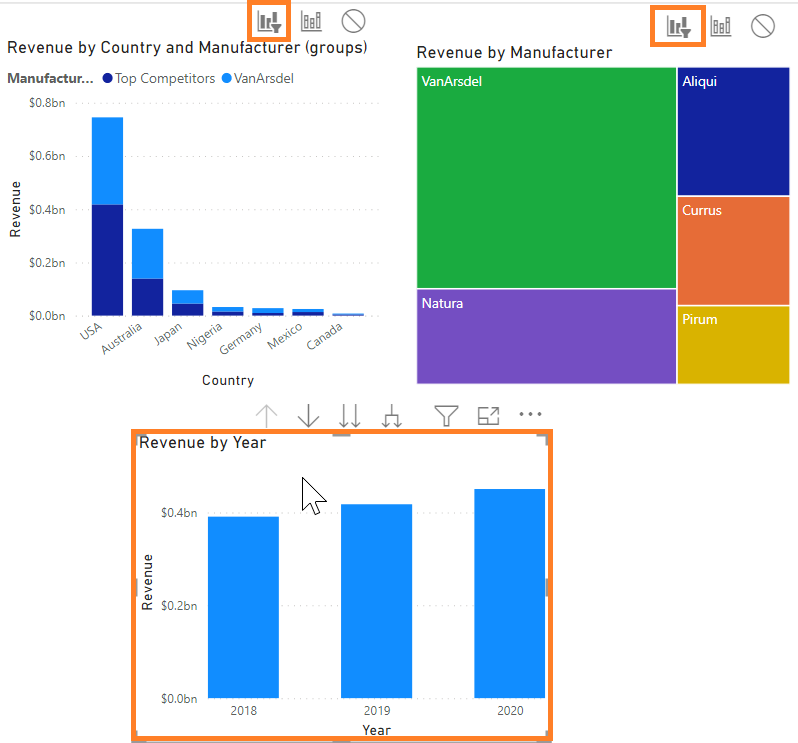 Revenue by Country and Manufacturer (groups)
Manufactur... Top Competitors VanArsdel
$0.8bn
$0.6bn
$0.4bn
$0.2bn
$0.0bn
Revenue
USA
Australia
Japan
Nigeria
Germany
Mexico
Canada
Country
Revenue by Manufacturer
VanArsdel
Aliqui
Currus
Natura
Pirum
Revenue by Year
$0.4bn
$0.2bn
$0.0bn
Revenue
2018 2019 2020
Year